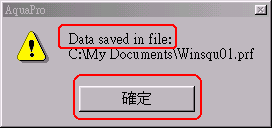 AquaPro
Data saved in file:
C:\My Documents\Winsqu01.prf
確定